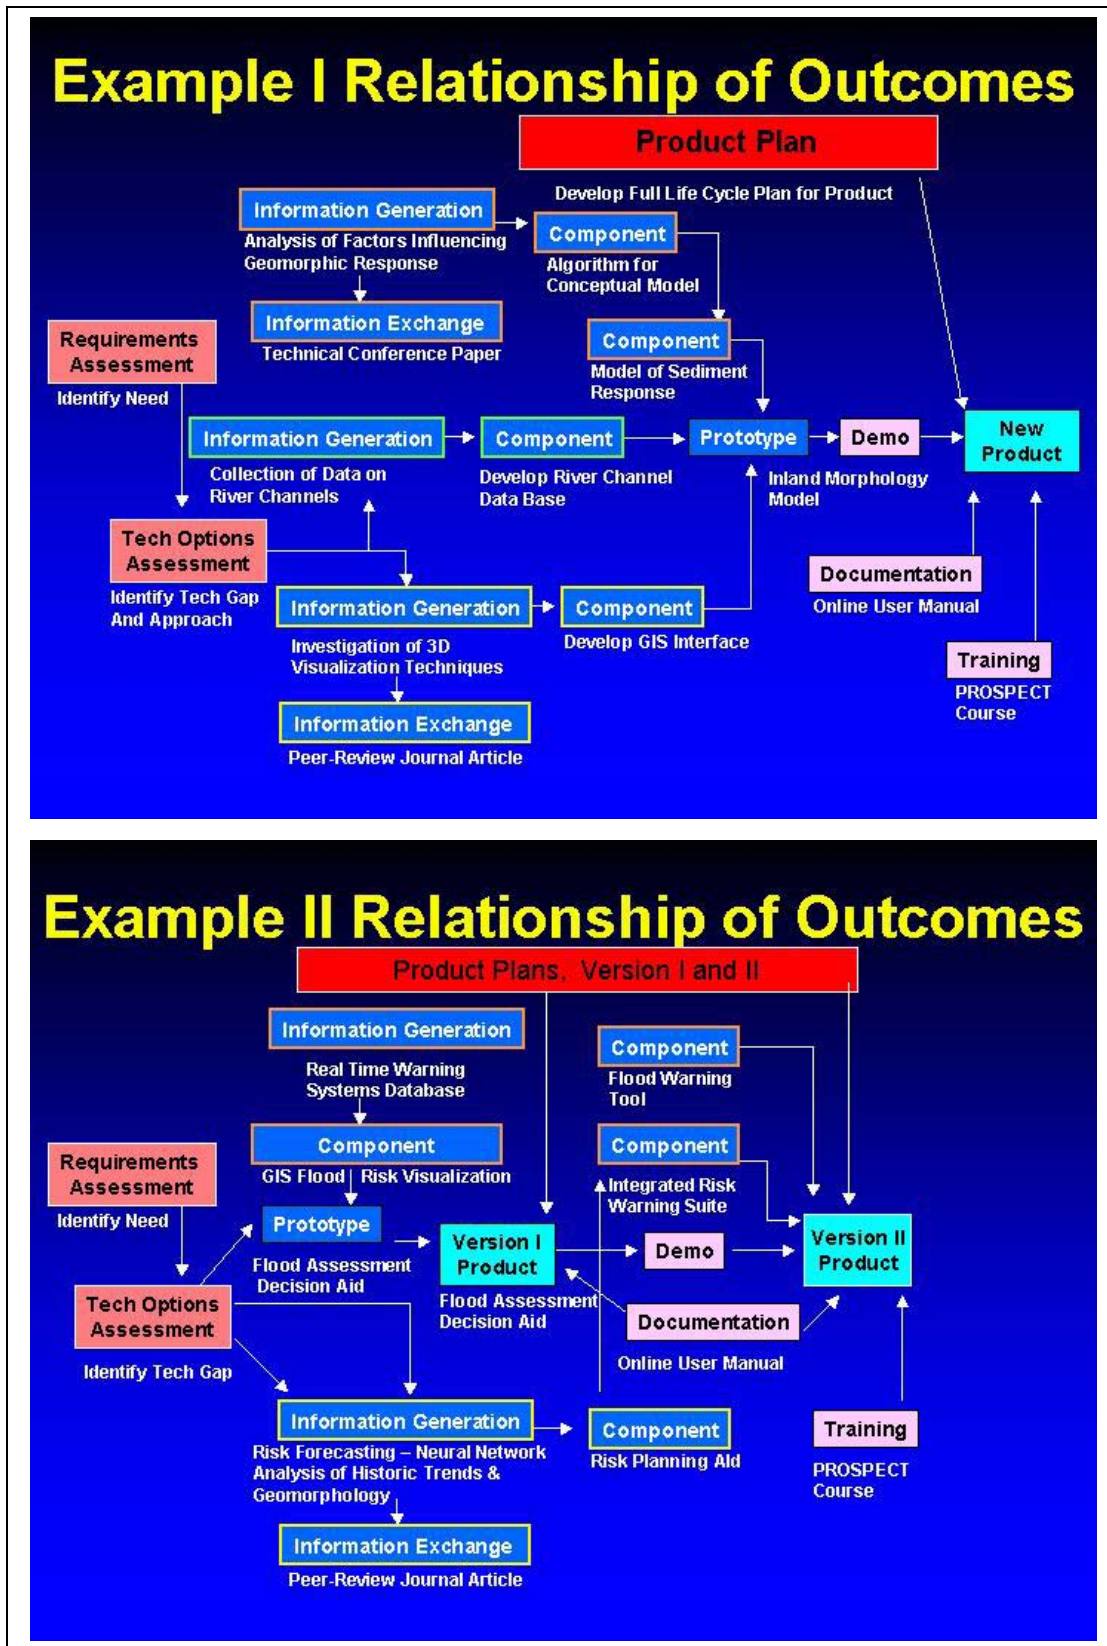 Example I Relationship of Outcomes
Product Plan
Develop Full Life Cycle Plan for Product
Information Generation
Analysis of Factors Influencing
Geomorphic Response
Component
Algorithm for
Conceptual Model
Information Exchange
Technical Conference Paper
Component
Model of Sediment
Response
Requirements
Assessment
Identify Need
Information Generation
Collection of Data on
River Channels
Component
Develop River Channel
Data Base
Prototype
Demo
Inland Morphology
Model
New
Product
Tech Options
Assessment
Identify Tech Gap
And Approach
Information Generation
Investigation of 3D
Visualization Techniques
Component
Develop GIS Interface
Documentation
Online User Manual
Training
PROSPECT
Course
Information Exchange
Peer-Review Journal Article
Example II Relationship of Outcomes
Product Plans, Version I and II
Information Generation
Real Time Warning
Systems Database
Component
Flood Warning
Tool
Component
GIS Flood Risk Visualization
Component
Integrated Risk
Warning Suite
Requirements
Assessment
Identify Need
Prototype
Flood Assessment
Decision Aid
Version I
Product
Flood Assessment
Decision Aid
Demo
Version II
Product
Tech Options
Assessment
Identify Tech Gap
Documentation
Online User Manual
Information Generation
Risk Forecasting – Neural Network
Analysis of Historic Trends &
Geomorphology
Component
Risk Planning AId
Training
PROSPECT
Course
Information Exchange
Peer-Review Journal Article